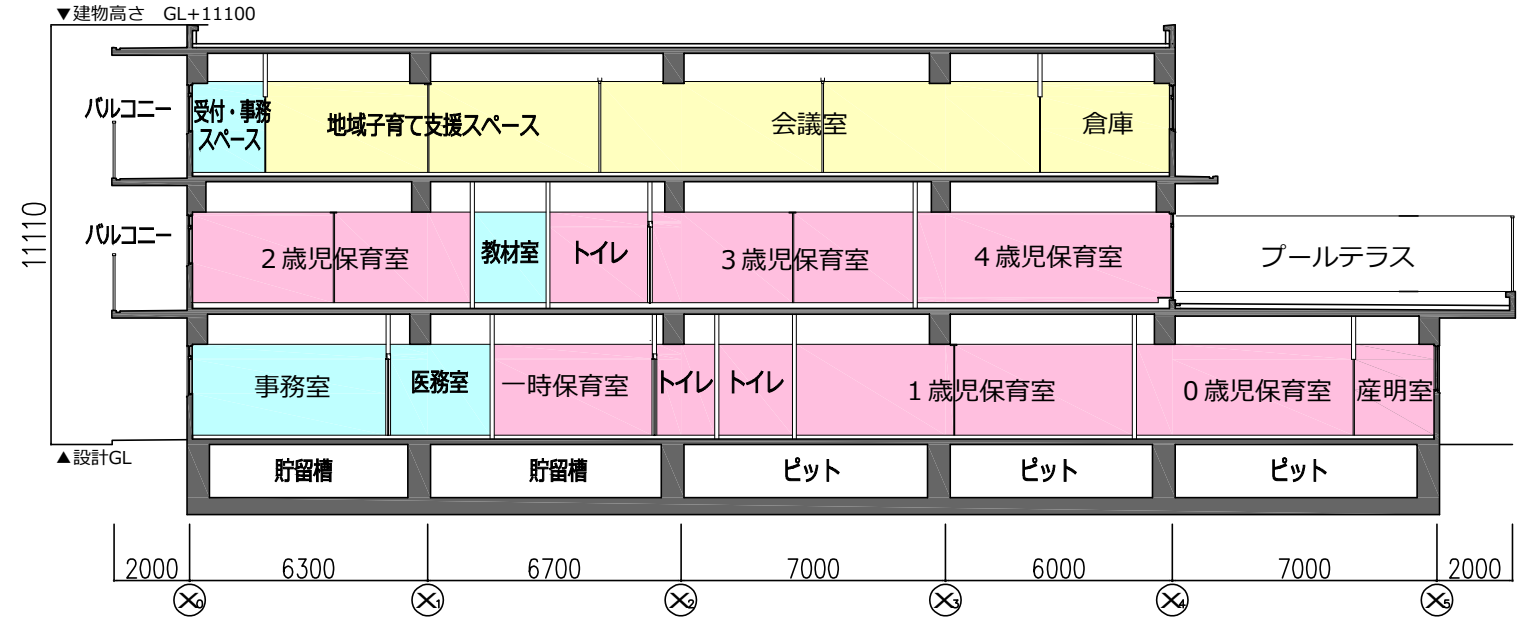 ▼建物高さ GL+11100
バルコニー
受付・事務
スペース
地域子育て支援スペース
会議室
倉庫
11110
バルコニー
２歳児保育室
教材室
トイレ
３歳児保育室
４歳児保育室
プールテラス
事務室
医務室
一時保育室
トイレ
トイレ
１歳児保育室
０歳児保育室
産明室
▲設計GL
貯留槽
貯留槽
ピット
ピット
ピット
2000
6300
6700
7000
6000
7000
2000
X0
X1
X2
X3
X4
X5